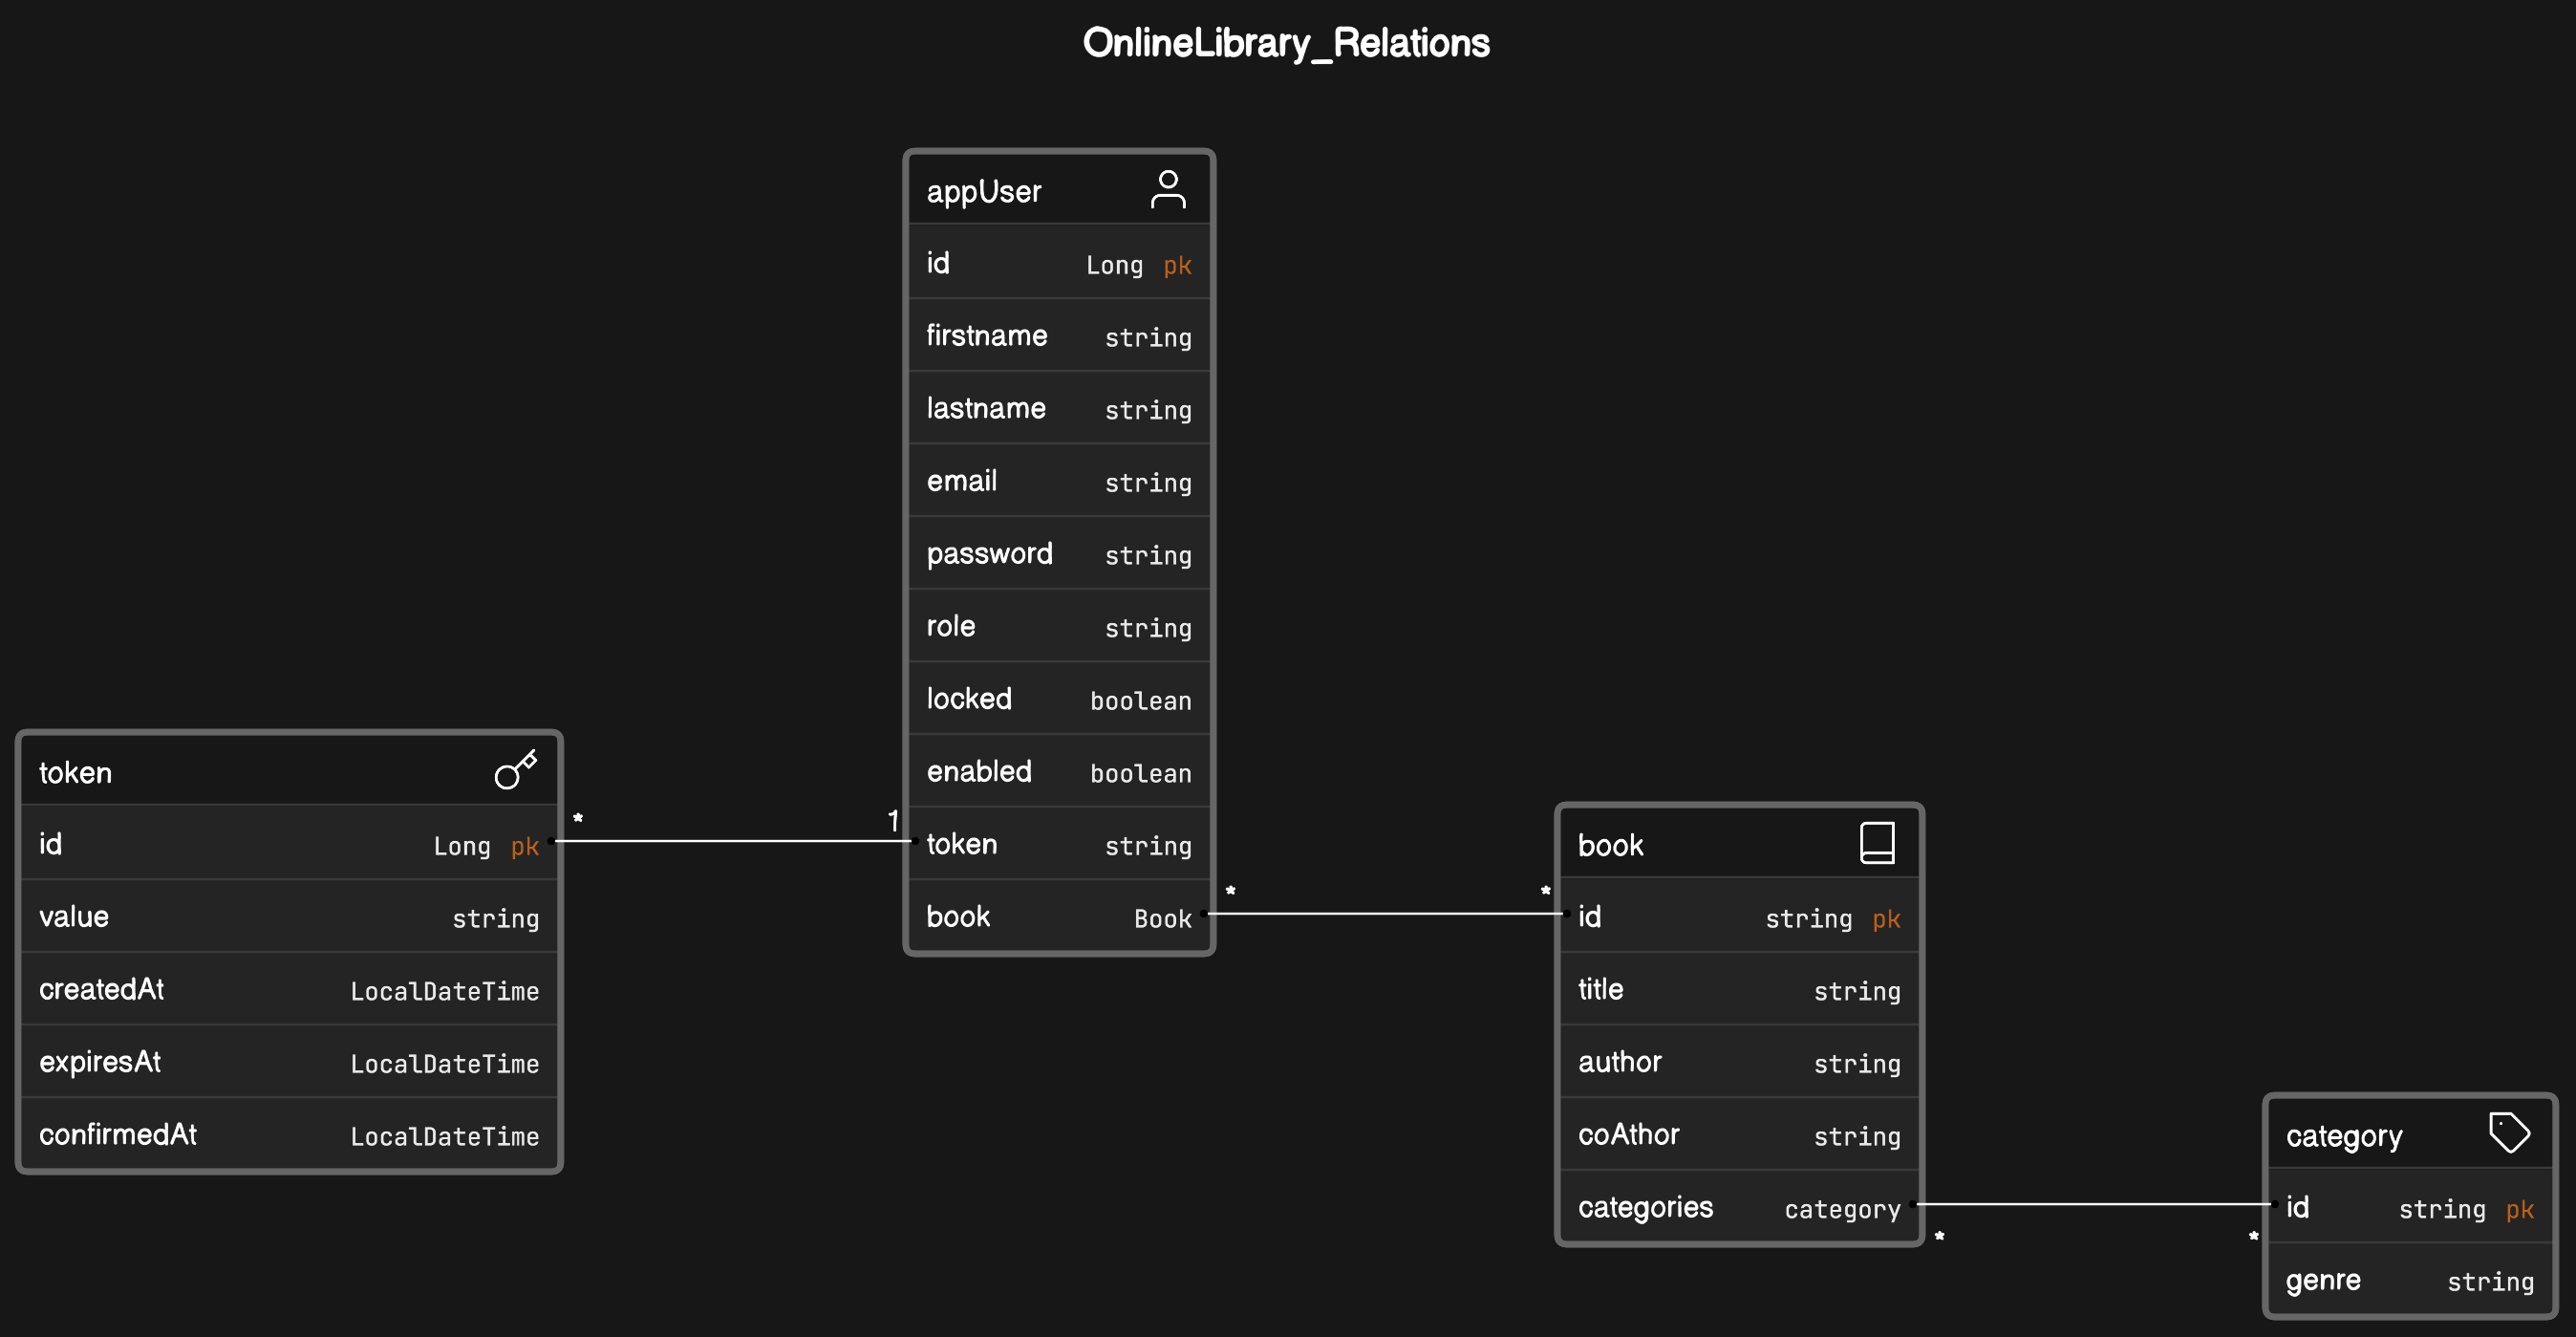 OnlineLibrary_Relations
appUser
id Long pk
firstname string
lastname string
email string
password string
role string
locked boolean
enabled boolean
token string
book Book
token
id Long pk
value string
createdAt LocalDateTime
expiresAt LocalDateTime
confirmedAt LocalDateTime
* 1
* *
book
id string pk
title string
author string
coAthor string
categories category
* *
category
id string pk
genre string